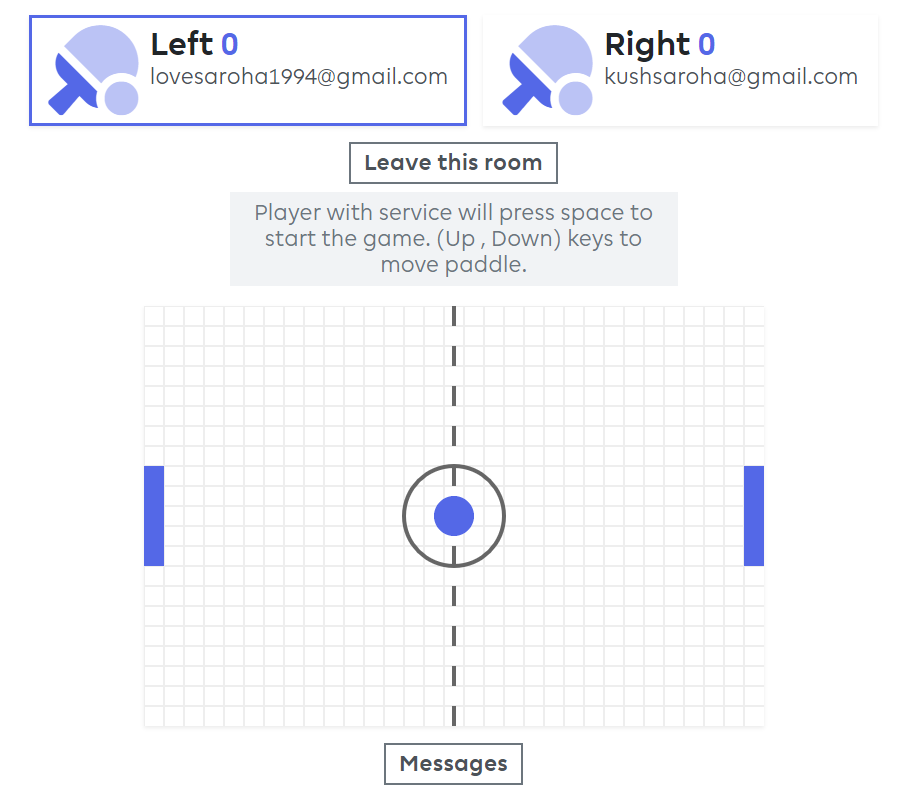 Left 0
lovesaroha1994@gmail.com
Right 0
kushsaroha@gmail.com
Leave this room
Player with service will press space to
start the game. (Up , Down) keys to
move paddle.
Messages